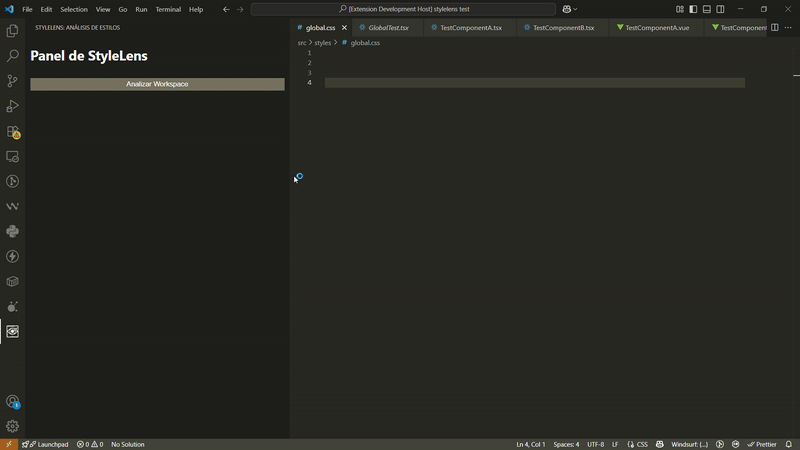 File Edit Selection View Go Run Terminal Help
[Extension Development Host] stylelens test
STYLELENS: ANÁLISIS DE ESTILOS
# global.css GlobalTest.tsx TestComponentA.tsx TestComponentB.tsx TestComponentA.vue TestComponent
src > styles > # global.css
Panel de StyleLens
Analizar Workspace
1
2
3
4
1
Launchpad 0 0 No Solution Ln 4, Col 1 Spaces: 4 UTF-8 LF CSS Windsurf: (...) Prettier